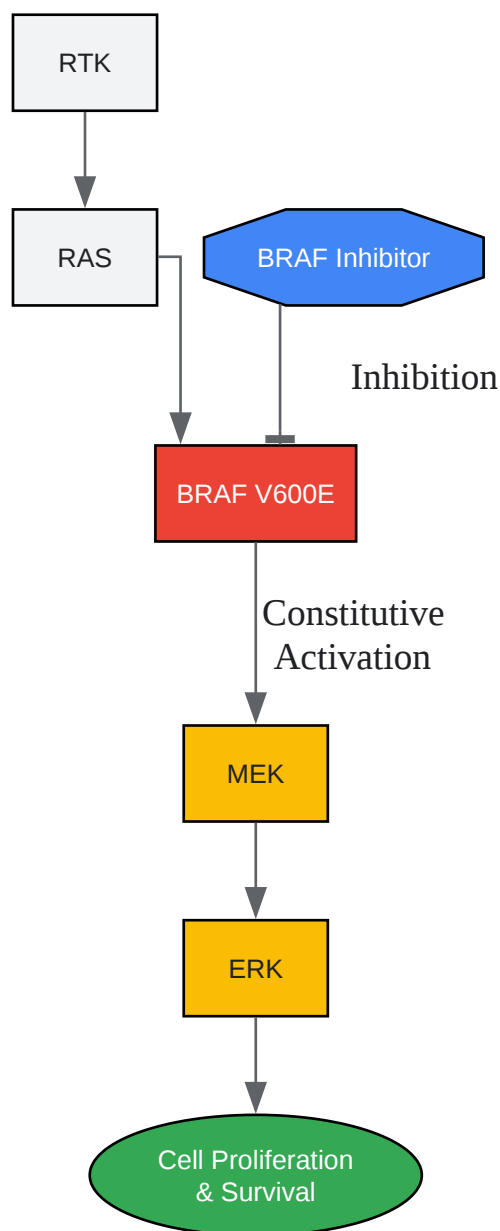 RTK
RAS
BRAF Inhibitor
Inhibition
BRAF V600E
Constitutive
Activation
MEK
ERK
Cell Proliferation
& Survival